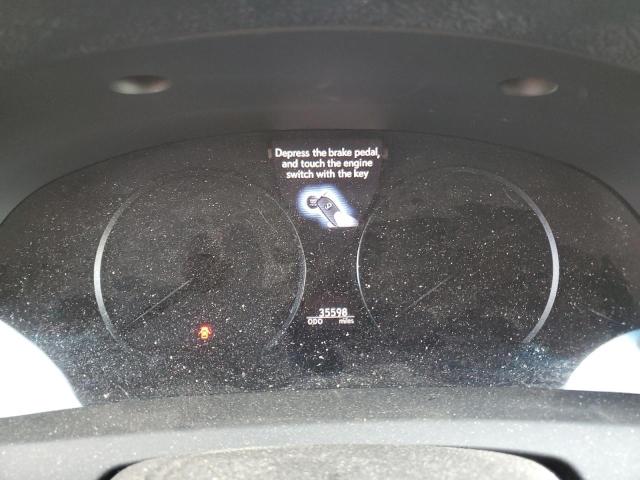 Depress the brake pedal,
and touch the engine
switch with the key
35598
ODO miles